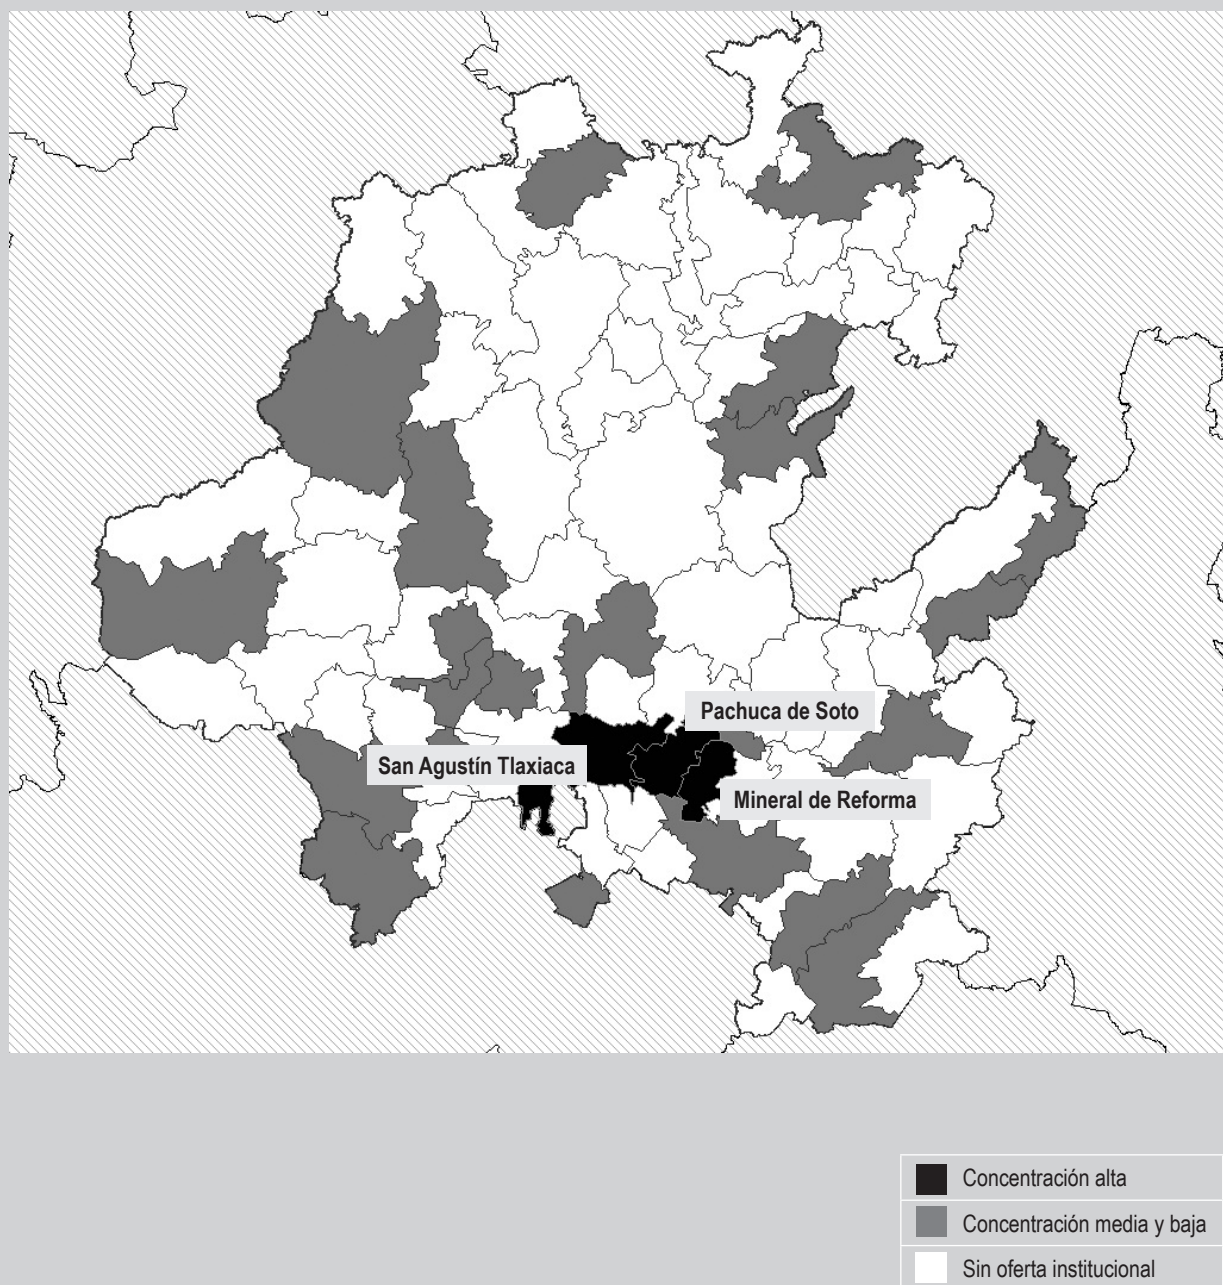 Pachuca de Soto
San Agustín Tlaxiaca
Mineral de Reforma
Concentración alta
Concentración media y baja
Sin oferta institucional